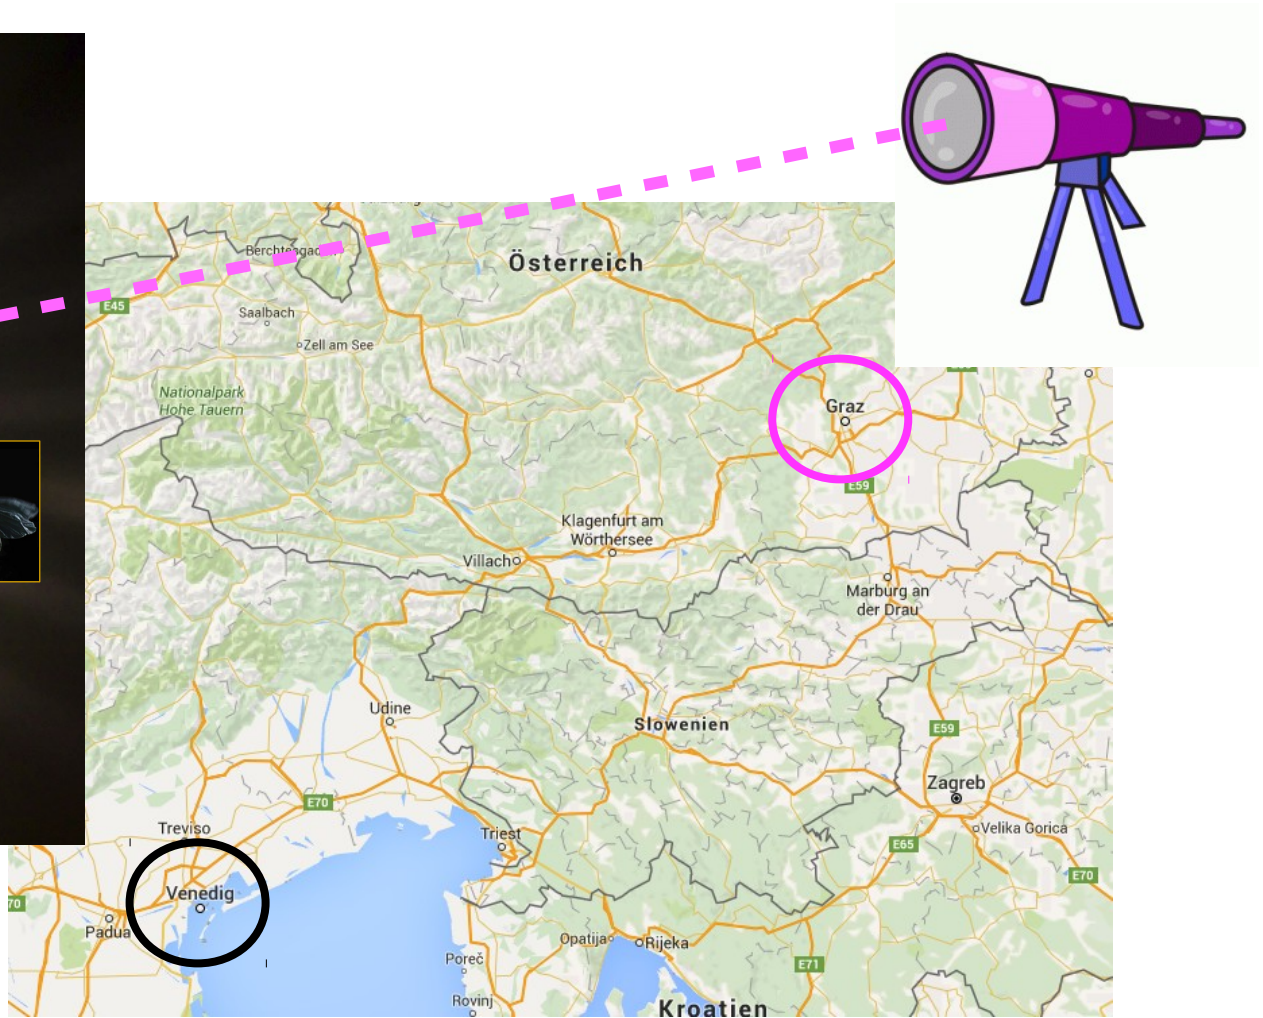 Berchtesgaden
Österreich
E45
Saalbach
Zell am See
Nationalpark
Hohe Tauern
Graz
E59
Klagenfurt am
Wörthersee
Villach
Marburg an
der Drau
Udine
Slowenien
E59
E70
Zagreb
Treviso
Triest
Velika Gorica
E65
E70
70
Venedig
Padua
Opatija
Rijeka
Poreč
E71
Rovinj
Kroatien